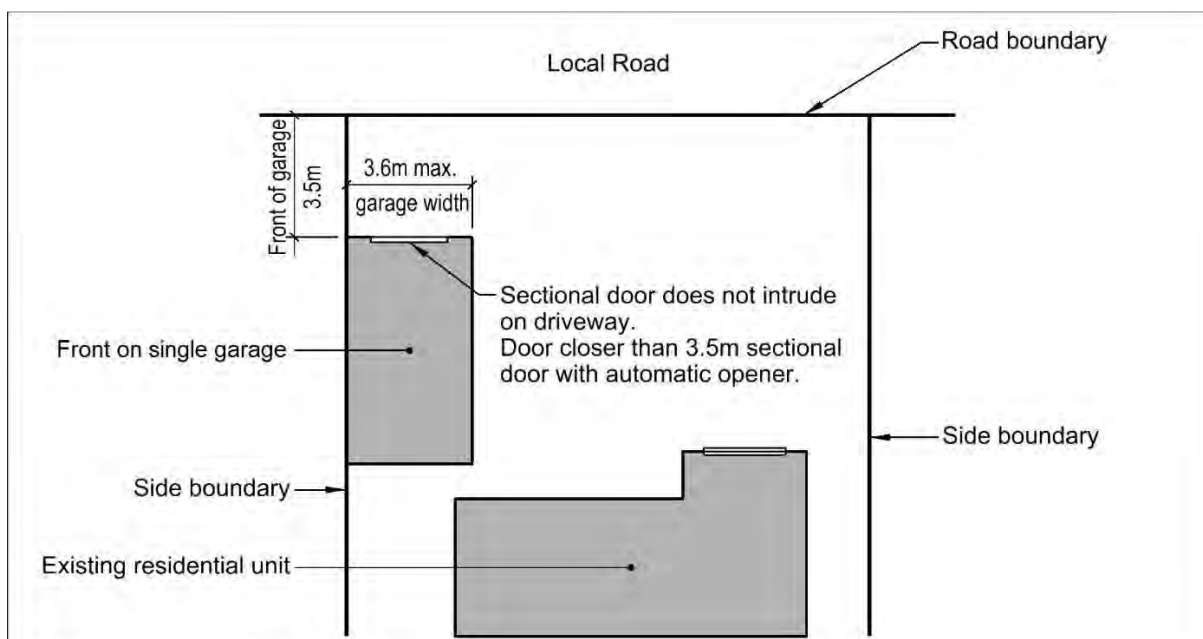 Local Road
Road boundary
Front of garage
3.5m
3.6m max.
garage width
Sectional door does not intrude
on driveway.
Door closer than 3.5m sectional
door with automatic opener.
Front on single garage
Side boundary
Side boundary
Existing residential unit